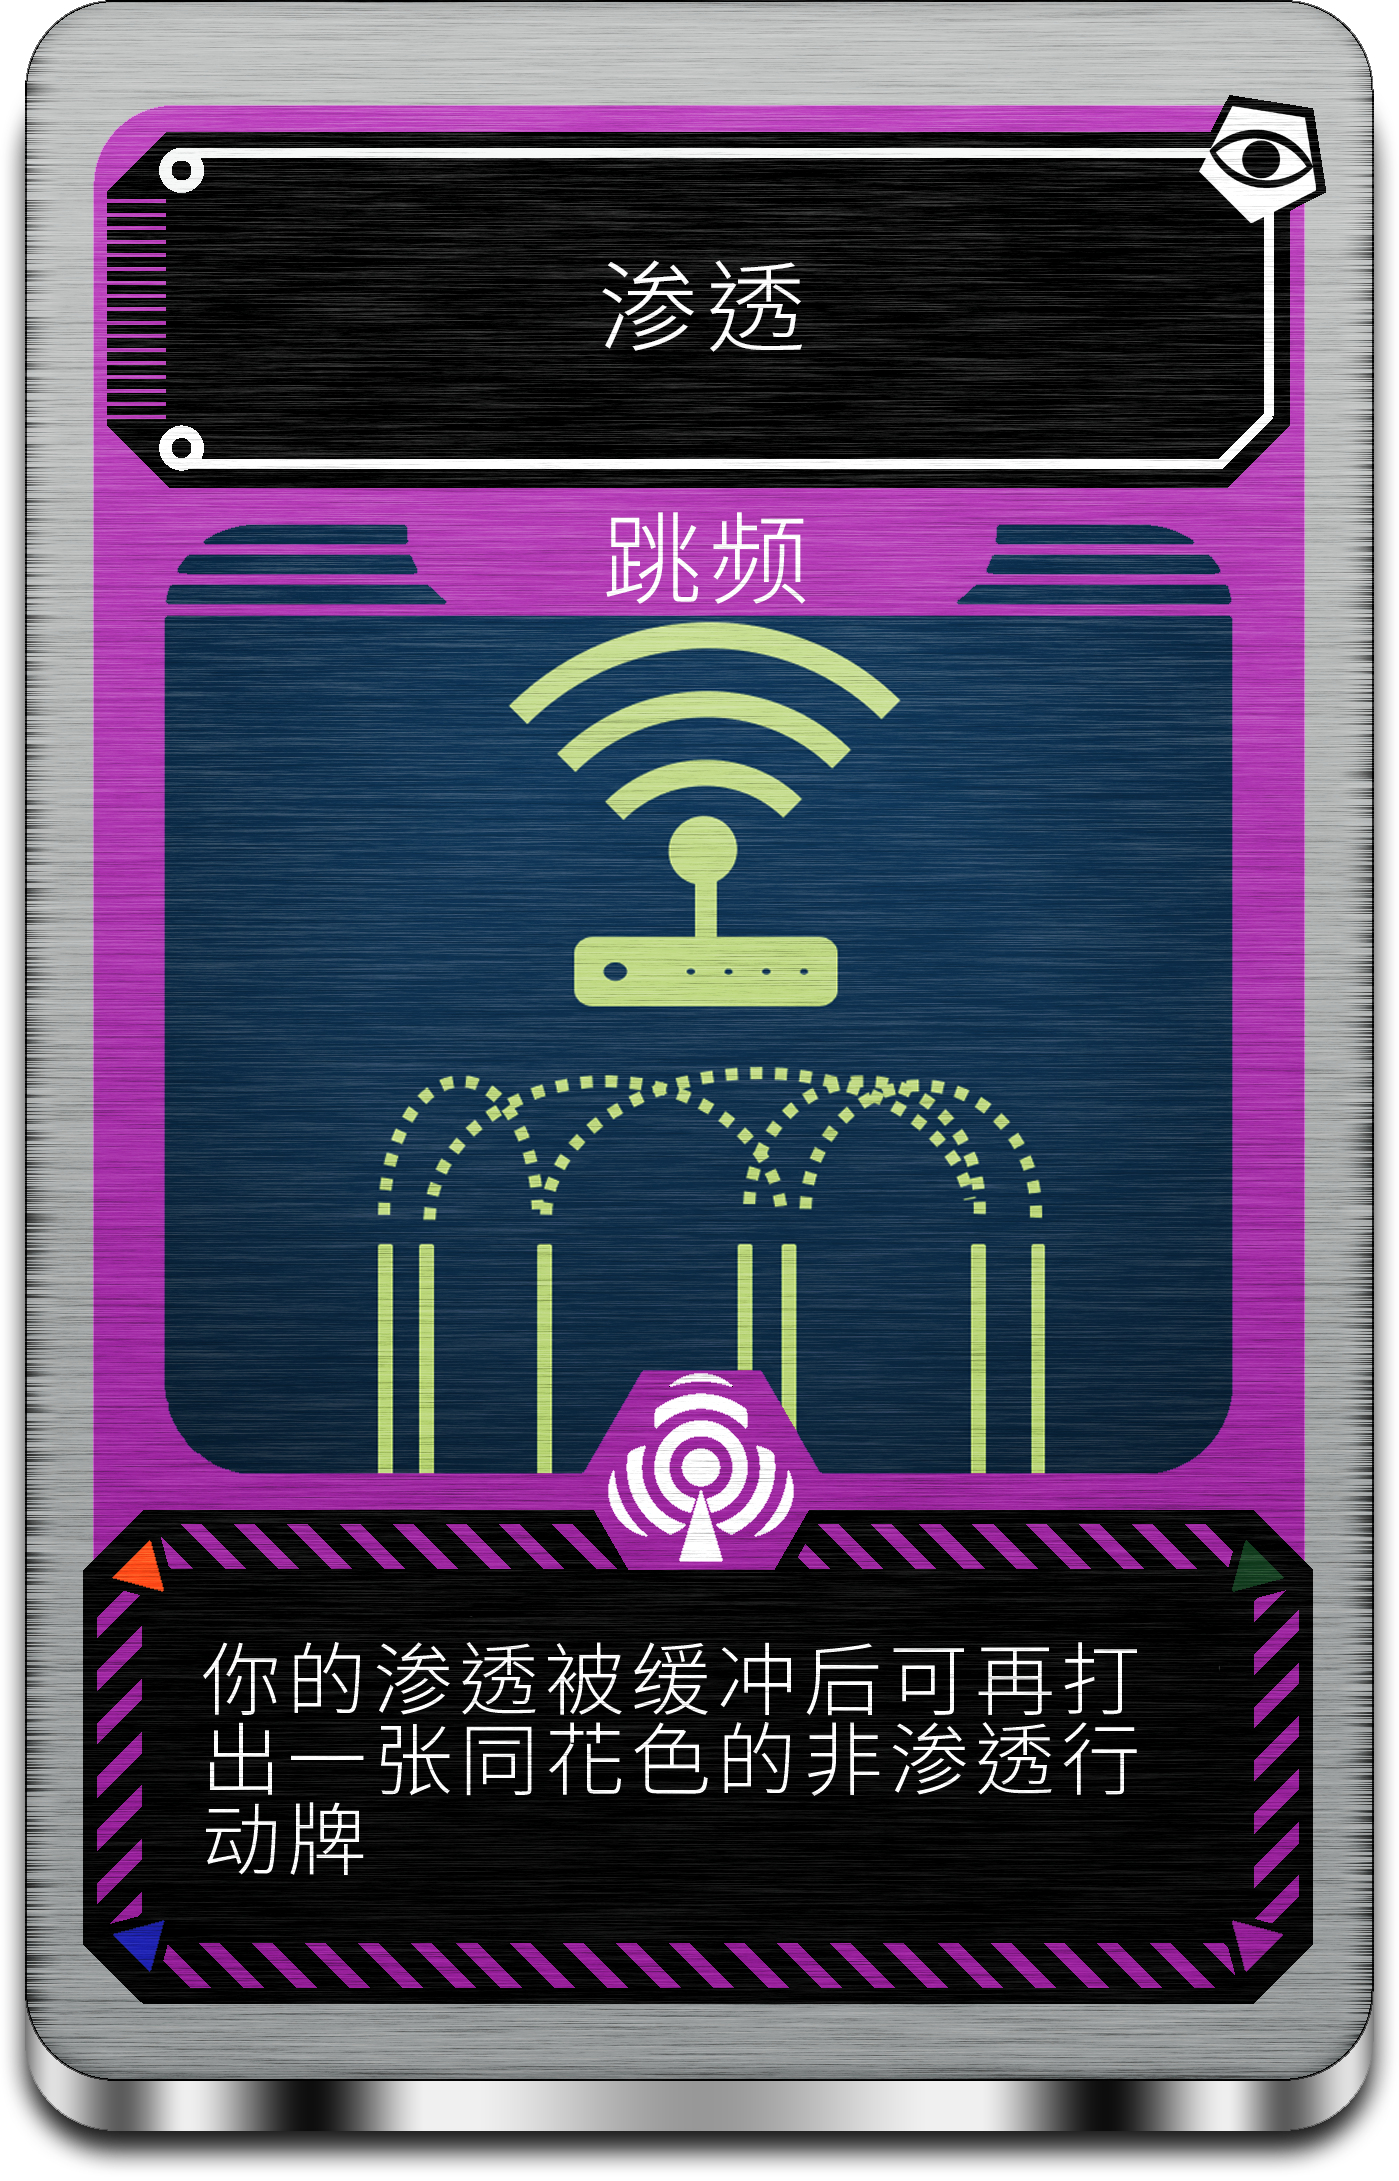 渗透
跳频
你的渗透被缓冲后可再打
出一张同花色的非渗透行
动牌